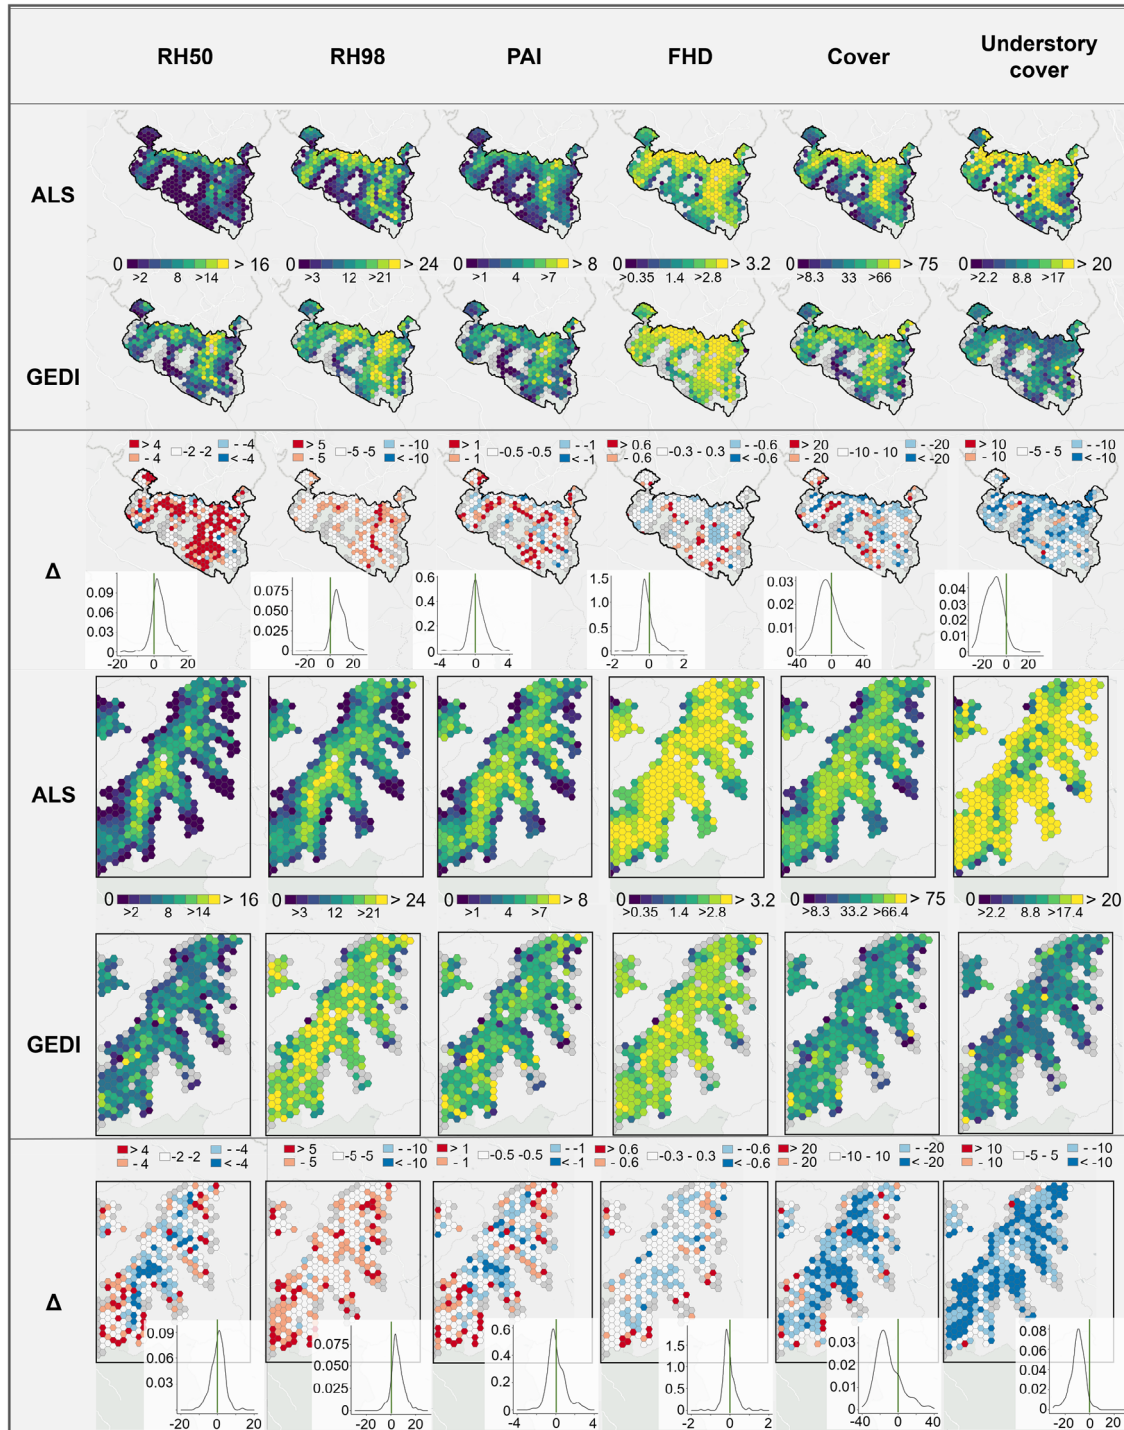 RH50 RH98 PAI FHD Cover Understory cover
ALS
0 > 16 0 > 24 0 > 8 0 > 3.2 0 > 75 0 > 20
>2 8 >14 >3 12 >21 >1 4 >7 >0.35 1.4 >2.8 >8.3 33 >66 >2.2 8.8 >17
GEDI
> 4 - -4 > 5 - -10 > 1 - -1 > 0.6 - -0.6 > 20 - -20 > 10 - -10
-2 -2 -5 -5 -0.5 0.5 -0.3 - 0.3 -10 - 10 -5 - 5
- 4 < -4 - 5 < -10 - 1 < -1 - 0.6 < -0.6 - 20 < -20 - 10 < -10
Δ
0.09 0.06 0.03 0 -20 0 20
0.075 0.050 0.025 0 -20 0 20
0.6 0.4 0.2 0 -4 0 4
1.5 1.0 0.5 0 -2 0 2
0.03 0.02 0.01 0 -40 0 40
0.04 0.03 0.02 0.01 0 -30 0 30
ALS
0 > 16 0 > 24 0 > 8 0 > 3.2 0 > 75 0 > 20
>2 8 >14 >3 12 >21 >1 4 >7 >0.35 1.4 >2.8 >8.3 33.2 >66.4 >2.2 8.8 >17.4
GEDI
> 4 - -4 > 5 - -10 > 1 - -1 > 0.6 - -0.6 > 20 - -20 > 10 - -10
-2 -2 -5 -5 -0.5 0.5 -0.3 - 0.3 -10 - 10 -5 - 5
- 4 < -4 - 5 < -10 - 1 < -1 - 0.6 < -0.6 - 20 < -20 - 10 < -10
Δ
0.09 0.06 0.03 -20 0 20
0.075 0.050 0.025 0 -20 0 20
0.6 0.4 0.2 0 -4 0 4
1.5 1.0 0.5 0.0 -2 0 2
0.03 0.02 0.01 0 -40 0 40
0.08 0.06 0.04 0.02 0 -30 0 30